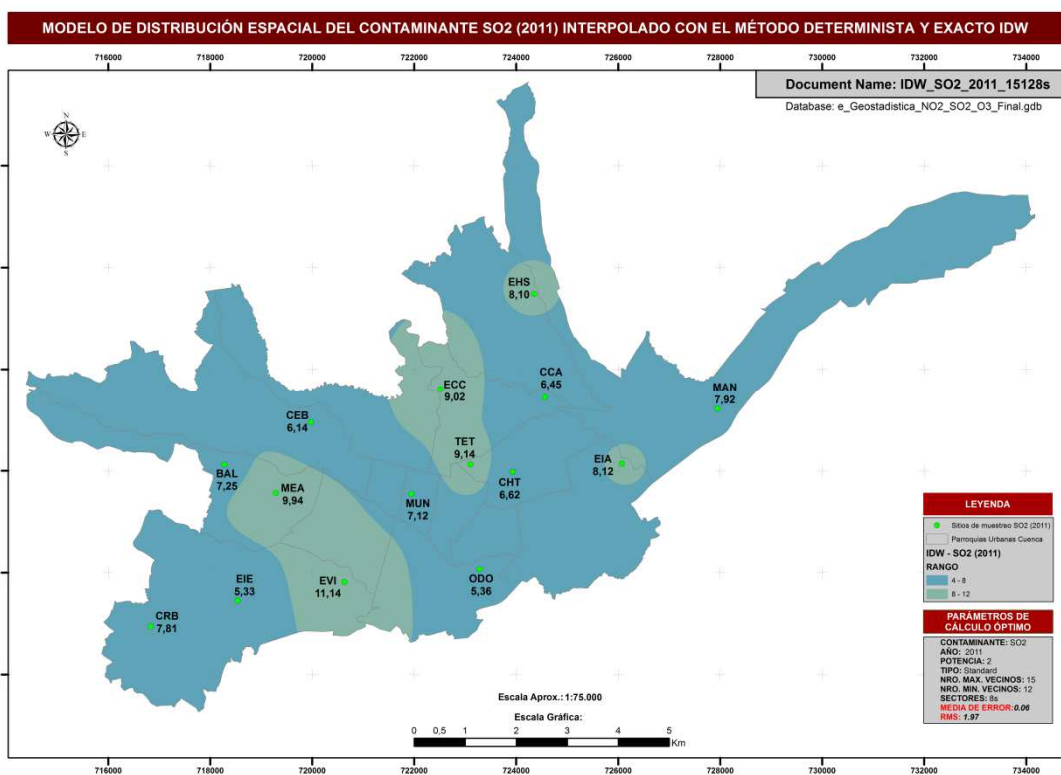 MODELO DE DISTRIBUCIÓN ESPACIAL DEL CONTAMINANTE SO2 (2011) INTERPOLADO CON EL MÉTODO DETERMINISTA Y EXACTO IDW
716000 718000 720000 722000 724000 726000 728000 730000 732000 734000
Document Name: IDW_SO2_2011_15128s
Database: e_Geostadistica_NO2_SO2_O3_Final.gdb
N
W E
S
EHS
8,10
ECC
9,02
CCA
6,45
MAN
7,92
CEB
6,14
TET
9,14
EIA
8,12
BAL
7,25
MEA
9,94
MUN
7,12
CHT
6,62
EIE
5,33
EVI
11,14
ODO
5,36
CRB
7,81
LEYENDA
Sitios de muestreo SO2 (2011)
Parroquias Urbanas Cuenca
IDW - SO2 (2011)
RANGO
4 - 8
8 - 12
PARÁMETROS DE
CÁLCULO ÓPTIMO
CONTAMINANTE: SO2
AÑO: 2011
POTENCIA: 2
TIPO: Standard
NRO. MAX. VECINOS: 15
NRO. MIN. VECINOS: 12
SECTORES: 8s
MEDIA DE ERROR:0.06
RMS: 1.97
Escala Aprox.: 1:75.000
Escala Gráfica:
0 0,5 1 2 3 4 5
Km
716000 718000 720000 722000 724000 726000 728000 730000 732000 734000